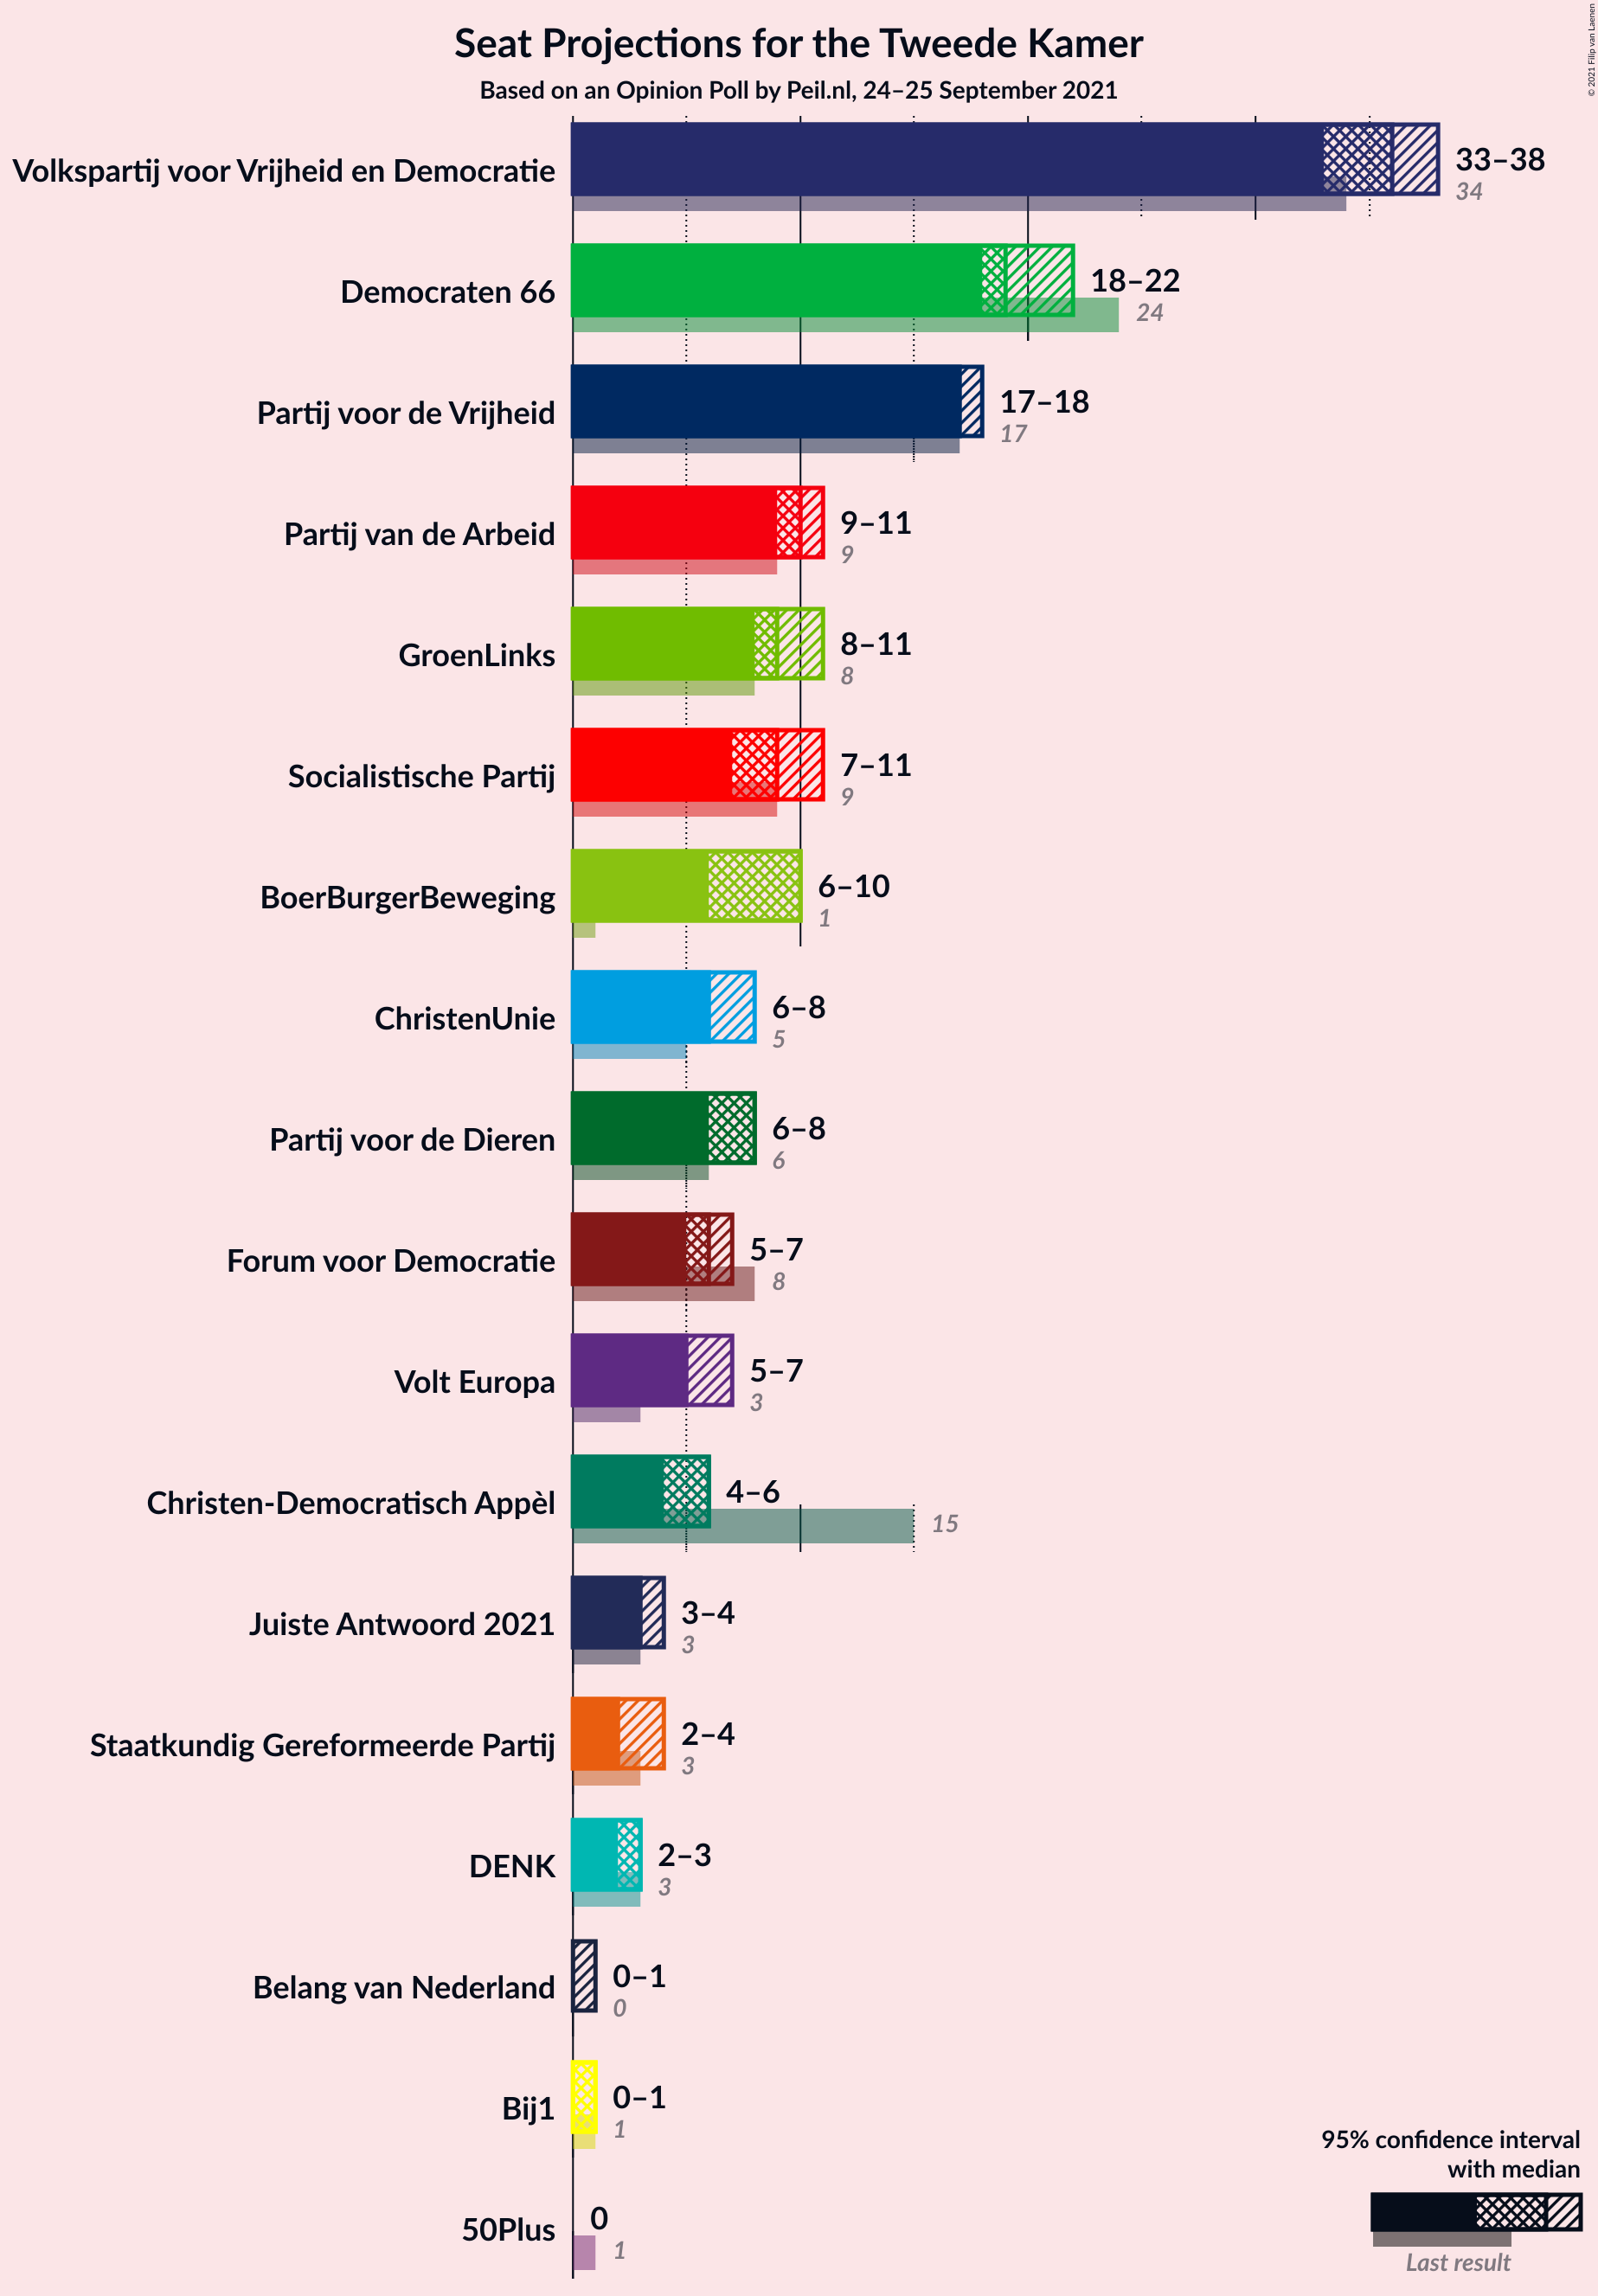 Seat Projections for the Tweede Kamer
Based on an Opinion Poll by Peil.nl, 24–25 September 2021
© 2021 Filip van Laenen
Volkspartij voor Vrijheid en Democratie
33–38
34
Democraten 66
18–22
24
Partij voor de Vrijheid
17–18
17
Partij van de Arbeid
9–11
9
GroenLinks
8–11
8
Socialistische Partij
7–11
9
BoerBurgerBeweging
6–10
1
ChristenUnie
6–8
5
Partij voor de Dieren
6–8
6
Forum voor Democratie
5–7
8
Volt Europa
5–7
3
Christen-Democratisch Appèl
4–6
15
Juiste Antwoord 2021
3–4
3
Staatkundig Gereformeerde Partij
2–4
3
DENK
2–3
3
Belang van Nederland
0–1
0
Bij1
0–1
1
50Plus
0
1
95% confidence interval
with median
Last result